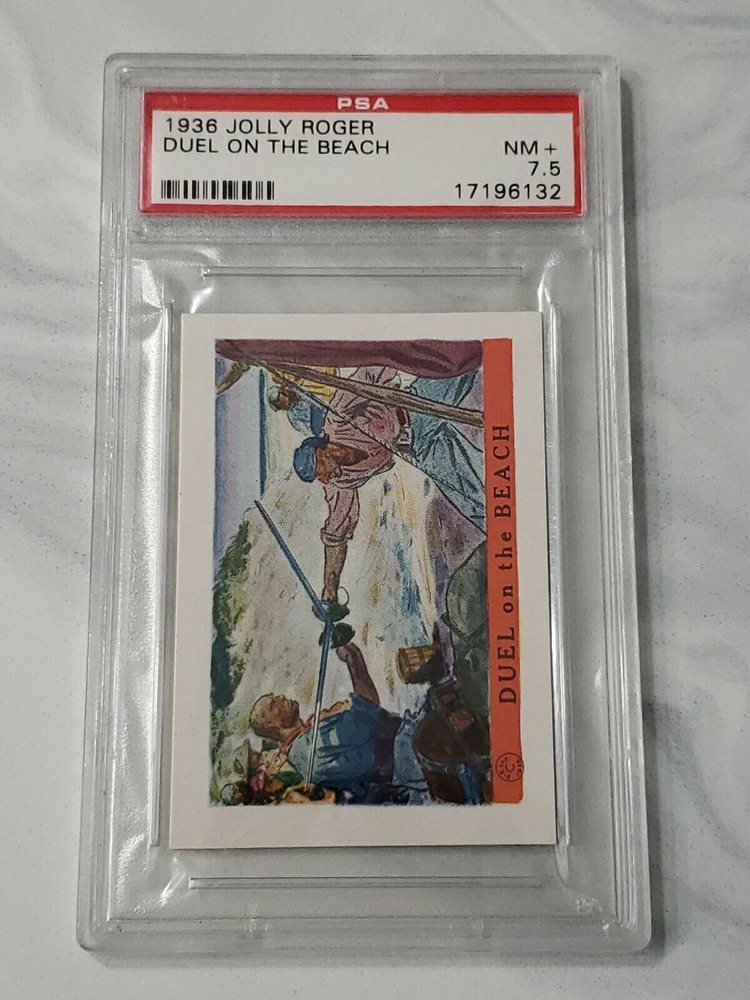 PSA
1936 JOLLY ROGER
DUEL ON THE BEACH
NM+
7.5
17196132
DUEL on the BEACH